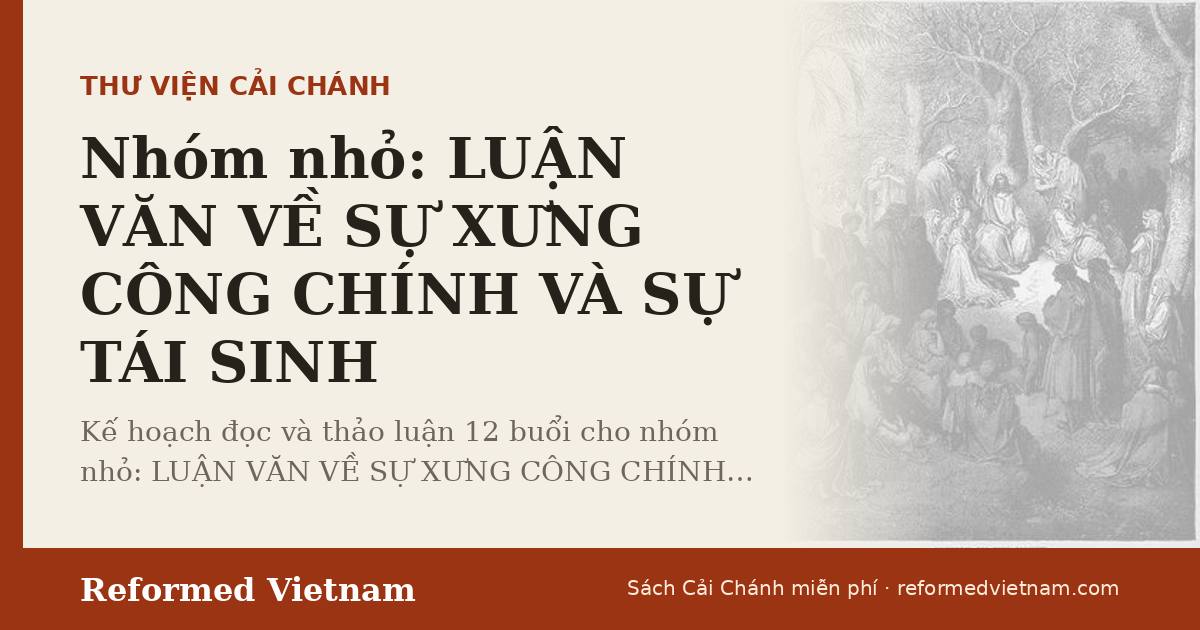 THƯ VIỆN CẢI CHÁNH
Nhóm nhỏ: LUẬN
VĂN VỀ SỰ XƯNG
CÔNG CHÍNH VÀ SỰ
TÁI SINH
Kế hoạch đọc và thảo luận 12 buổi cho nhóm
nhỏ: LUẬN VĂN VỀ SỰ XƯNG CÔNG CHÍNH...
Reformed Vietnam
Sách Cải Chánh miễn phí · reformedvietnam.com